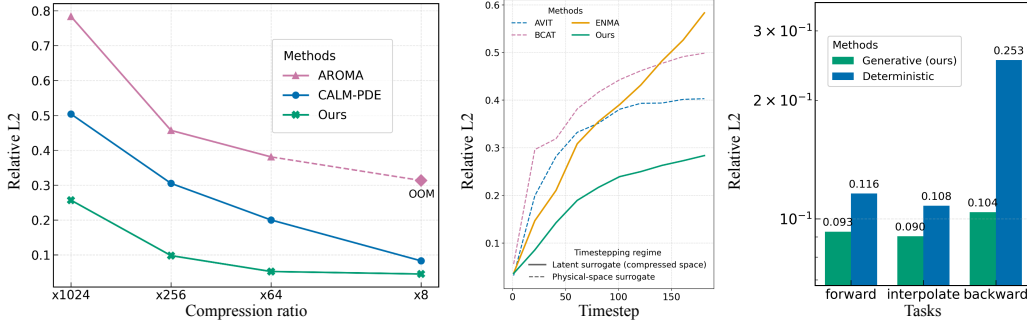 Relative L2
0.8
0.7
0.6
0.5
0.4
0.3
0.2
0.1
Methods
AROMA
CALM-PDE
Ours
OOM
x1024
x256
x64
x8
Compression ratio
Relative L2
0.6
0.5
0.4
0.3
0.2
0.1
Methods
AVIT
BCAT
ENMA
Ours
Timestepping regime
Latent surrogate (compressed space)
Physical-space surrogate
0
50
100
150
Timestep
Relative L2
3 × 10⁻¹
2 × 10⁻¹
10⁻¹
Methods
Generative (ours)
Deterministic
0.093
0.116
0.090
0.108
0.104
0.253
forward
interpolate
backward
Tasks